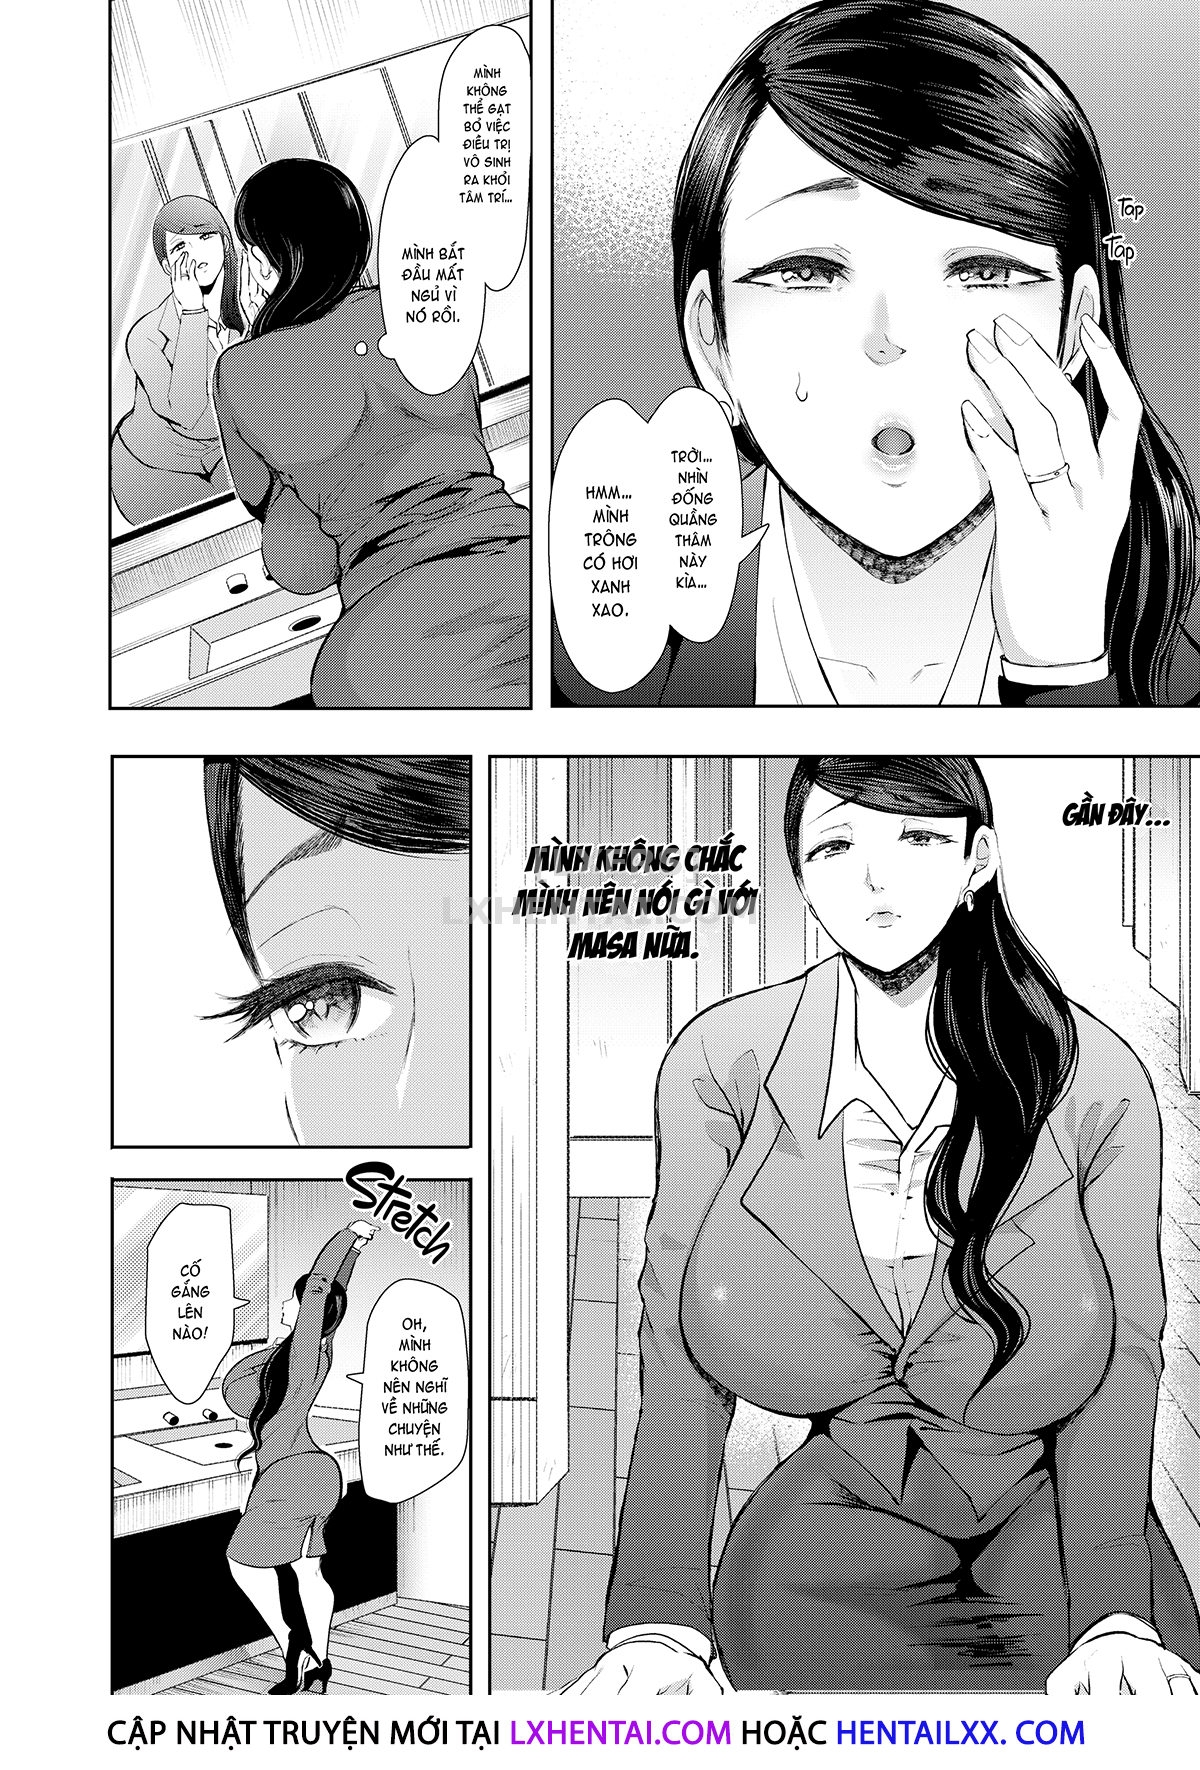 Tap
Tap
TRỜI...
NHÌN
ĐỐNG
QUẦNG
THÂM
NÀY
KÌA...
HMM...
MÌNH
TRÔNG
CÓ HƠI
XANH
XAO.
MÌNH
KHÔNG
THỂ GẠT
BỎ VIỆC
ĐIỀU TRỊ
VÔ SINH
RA KHỎI
TÂM TRÍ...
MÌNH BẮT
ĐẦU MẤT
NGỦ VÌ
NÓ RỒI.
GẦN ĐÂY...
MÌNH KHÔNG CHẮC
MÌNH NÊN NÓI GÌ VỚI
MASA NỮA.
LXHENTAI.COM
Stretch
OH,
MÌNH
KHÔNG
NÊN NGHĨ
VỀ NHỮNG
CHUYỆN
NHƯ THẾ.
CỐ
GẮNG
LÊN
NÀO!
CẬP NHẬT TRUYỆN MỚI TẠI LXHENTAI.COM HOẶC HENTAILXX. COM